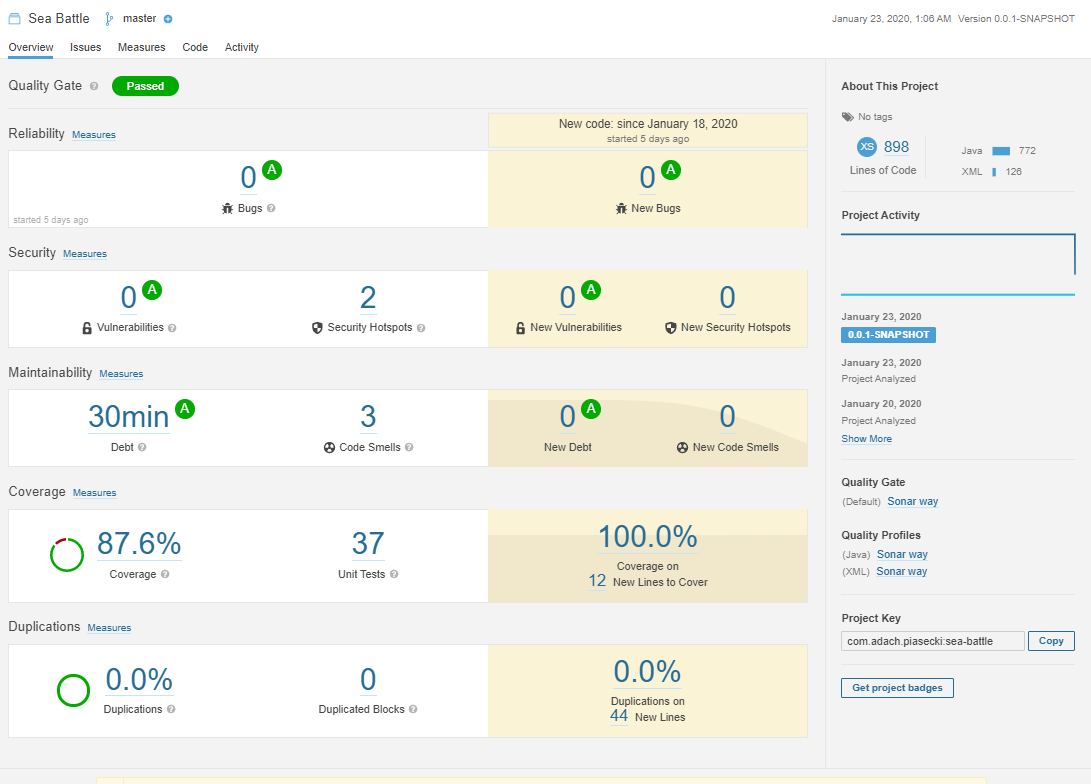 Sea Battle master
January 23, 2020, 1:06 AM Version 0.0.1-SNAPSHOT
Overview Issues Measures Code Activity
Quality Gate ? Passed
Reliability Measures
New code: since January 18, 2020
started 5 days ago
0 A
Bugs ?
started 5 days ago
0 A
New Bugs
Security Measures
0 A
Vulnerabilities ?
2
Security Hotspots ?
0 A
New Vulnerabilities
0
New Security Hotspots
Maintainability Measures
30min A
Debt ?
3
Code Smells ?
0 A
New Debt
0
New Code Smells
Coverage Measures
87.6%
Coverage ?
37
Unit Tests ?
100.0%
Coverage on
12 New Lines to Cover
Duplications Measures
0.0%
Duplications ?
0
Duplicated Blocks ?
0.0%
Duplications on
44 New Lines
About This Project
No tags
XS 898
Lines of Code
Java 772
XML 126
Project Activity
January 23, 2020
0.0.1-SNAPSHOT
January 23, 2020
Project Analyzed
January 20, 2020
Project Analyzed
Show More
Quality Gate
(Default) Sonar way
Quality Profiles
(Java) Sonar way
(XML) Sonar way
Project Key
com.adach.piasecki:sea-battle Copy
Get project badges